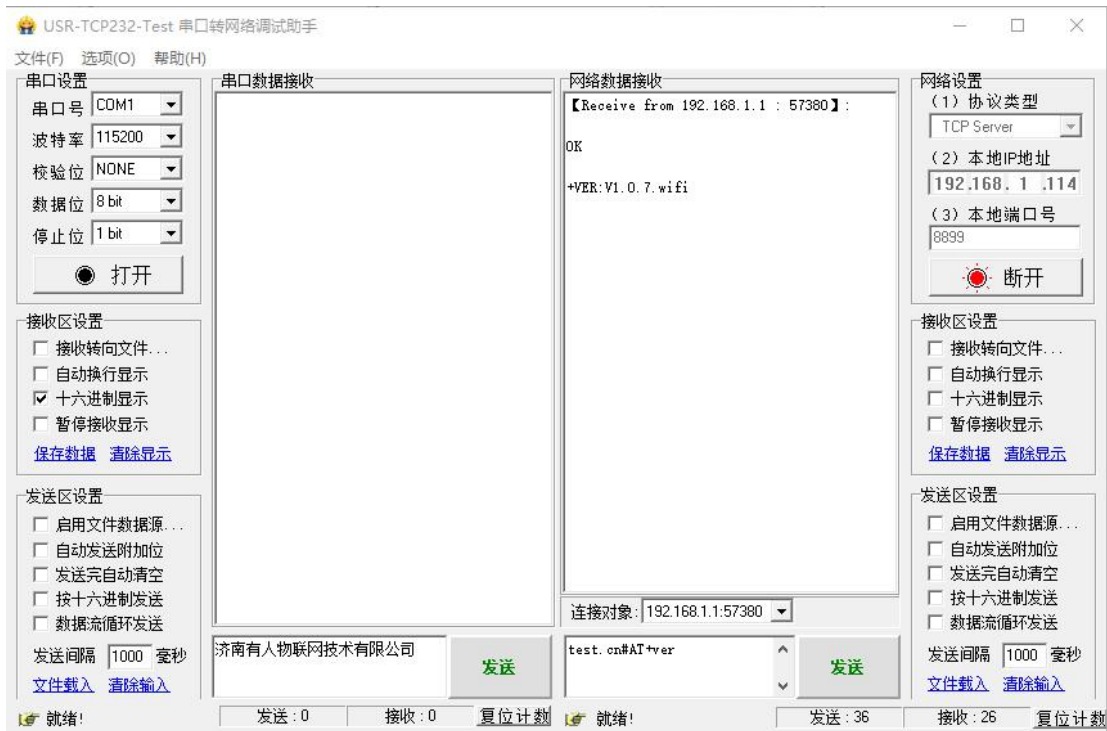 USR-TCP232-Test 串口转网络调试助手
文件(F) 选项(O) 帮助(H)
串口设置
串口号 COM1
波特率 115200
校验位 NONE
数据位 8 bit
停止位 1 bit
打开
接收区设置
接收转向文件...
自动换行显示
十六进制显示
暂停接收显示
保存数据 清除显示
发送区设置
启用文件数据源...
自动发送附加位
发送完自动清空
按十六进制发送
数据流循环发送
发送间隔 1000 毫秒
文件载入 清除输入
串口数据接收
济南有人物联网技术有限公司
发送
网络数据接收
【Receive from 192.168.1.1 : 57380】:
OK
+VER:V1.0.7.wifi
连接对象: 192.168.1.1:57380
test.cn#AT+ver
发送
网络设置
(1) 协议类型
TCP Server
(2) 本地IP地址
192.168. 1 .114
(3) 本地端口号
8899
断开
接收区设置
接收转向文件...
自动换行显示
十六进制显示
暂停接收显示
保存数据 清除显示
发送区设置
启用文件数据源...
自动发送附加位
发送完自动清空
按十六进制发送
数据流循环发送
发送间隔 1000 毫秒
文件载入 清除输入
就绪! 发送:0 接收:0 复位计数 就绪! 发送:36 接收:26 复位计数